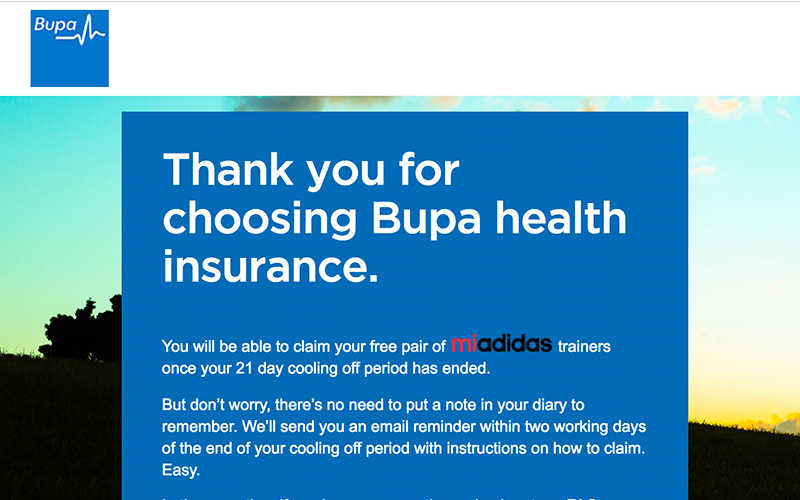 Bupa
Thank you for
choosing Bupa health
insurance.
You will be able to claim your free pair of miadidas trainers
once your 21 day cooling off period has ended.
But don’t worry, there’s no need to put a note in your diary to
remember. We’ll send you an email reminder within two working days
of the end of your cooling off period with instructions on how to claim.
Easy.